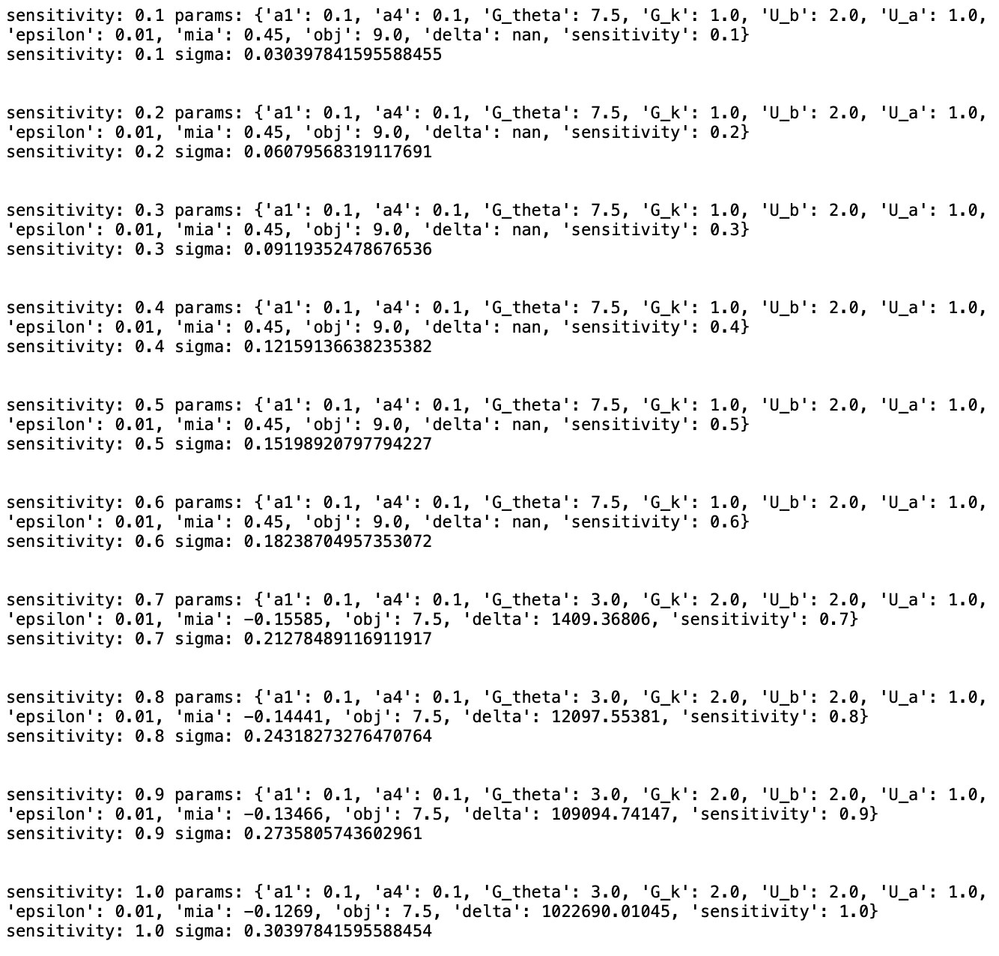 sensitivity: 0.1 params: {'a1': 0.1, 'a4': 0.1, 'G_theta': 7.5, 'G_k': 1.0, 'U_b': 2.0, 'U_a': 1.0,
'epsilon': 0.01, 'mia': 0.45, 'obj': 9.0, 'delta': nan, 'sensitivity': 0.1}
sensitivity: 0.1 sigma: 0.030397841595588455
sensitivity: 0.2 params: {'a1': 0.1, 'a4': 0.1, 'G_theta': 7.5, 'G_k': 1.0, 'U_b': 2.0, 'U_a': 1.0,
'epsilon': 0.01, 'mia': 0.45, 'obj': 9.0, 'delta': nan, 'sensitivity': 0.2}
sensitivity: 0.2 sigma: 0.06079568319117691
sensitivity: 0.3 params: {'a1': 0.1, 'a4': 0.1, 'G_theta': 7.5, 'G_k': 1.0, 'U_b': 2.0, 'U_a': 1.0,
'epsilon': 0.01, 'mia': 0.45, 'obj': 9.0, 'delta': nan, 'sensitivity': 0.3}
sensitivity: 0.3 sigma: 0.09119352478676536
sensitivity: 0.4 params: {'a1': 0.1, 'a4': 0.1, 'G_theta': 7.5, 'G_k': 1.0, 'U_b': 2.0, 'U_a': 1.0,
'epsilon': 0.01, 'mia': 0.45, 'obj': 9.0, 'delta': nan, 'sensitivity': 0.4}
sensitivity: 0.4 sigma: 0.12159136638235382
sensitivity: 0.5 params: {'a1': 0.1, 'a4': 0.1, 'G_theta': 7.5, 'G_k': 1.0, 'U_b': 2.0, 'U_a': 1.0,
'epsilon': 0.01, 'mia': 0.45, 'obj': 9.0, 'delta': nan, 'sensitivity': 0.5}
sensitivity: 0.5 sigma: 0.15198920797794227
sensitivity: 0.6 params: {'a1': 0.1, 'a4': 0.1, 'G_theta': 7.5, 'G_k': 1.0, 'U_b': 2.0, 'U_a': 1.0,
'epsilon': 0.01, 'mia': 0.45, 'obj': 9.0, 'delta': nan, 'sensitivity': 0.6}
sensitivity: 0.6 sigma: 0.18238704957353072
sensitivity: 0.7 params: {'a1': 0.1, 'a4': 0.1, 'G_theta': 3.0, 'G_k': 2.0, 'U_b': 2.0, 'U_a': 1.0,
'epsilon': 0.01, 'mia': -0.15585, 'obj': 7.5, 'delta': 1409.36806, 'sensitivity': 0.7}
sensitivity: 0.7 sigma: 0.21278489116911917
sensitivity: 0.8 params: {'a1': 0.1, 'a4': 0.1, 'G_theta': 3.0, 'G_k': 2.0, 'U_b': 2.0, 'U_a': 1.0,
'epsilon': 0.01, 'mia': -0.14441, 'obj': 7.5, 'delta': 12097.55381, 'sensitivity': 0.8}
sensitivity: 0.8 sigma: 0.24318273276470764
sensitivity: 0.9 params: {'a1': 0.1, 'a4': 0.1, 'G_theta': 3.0, 'G_k': 2.0, 'U_b': 2.0, 'U_a': 1.0,
'epsilon': 0.01, 'mia': -0.13466, 'obj': 7.5, 'delta': 109094.74147, 'sensitivity': 0.9}
sensitivity: 0.9 sigma: 0.2735805743602961
sensitivity: 1.0 params: {'a1': 0.1, 'a4': 0.1, 'G_theta': 3.0, 'G_k': 2.0, 'U_b': 2.0, 'U_a': 1.0,
'epsilon': 0.01, 'mia': -0.1269, 'obj': 7.5, 'delta': 1022690.01045, 'sensitivity': 1.0}
sensitivity: 1.0 sigma: 0.30397841595588454